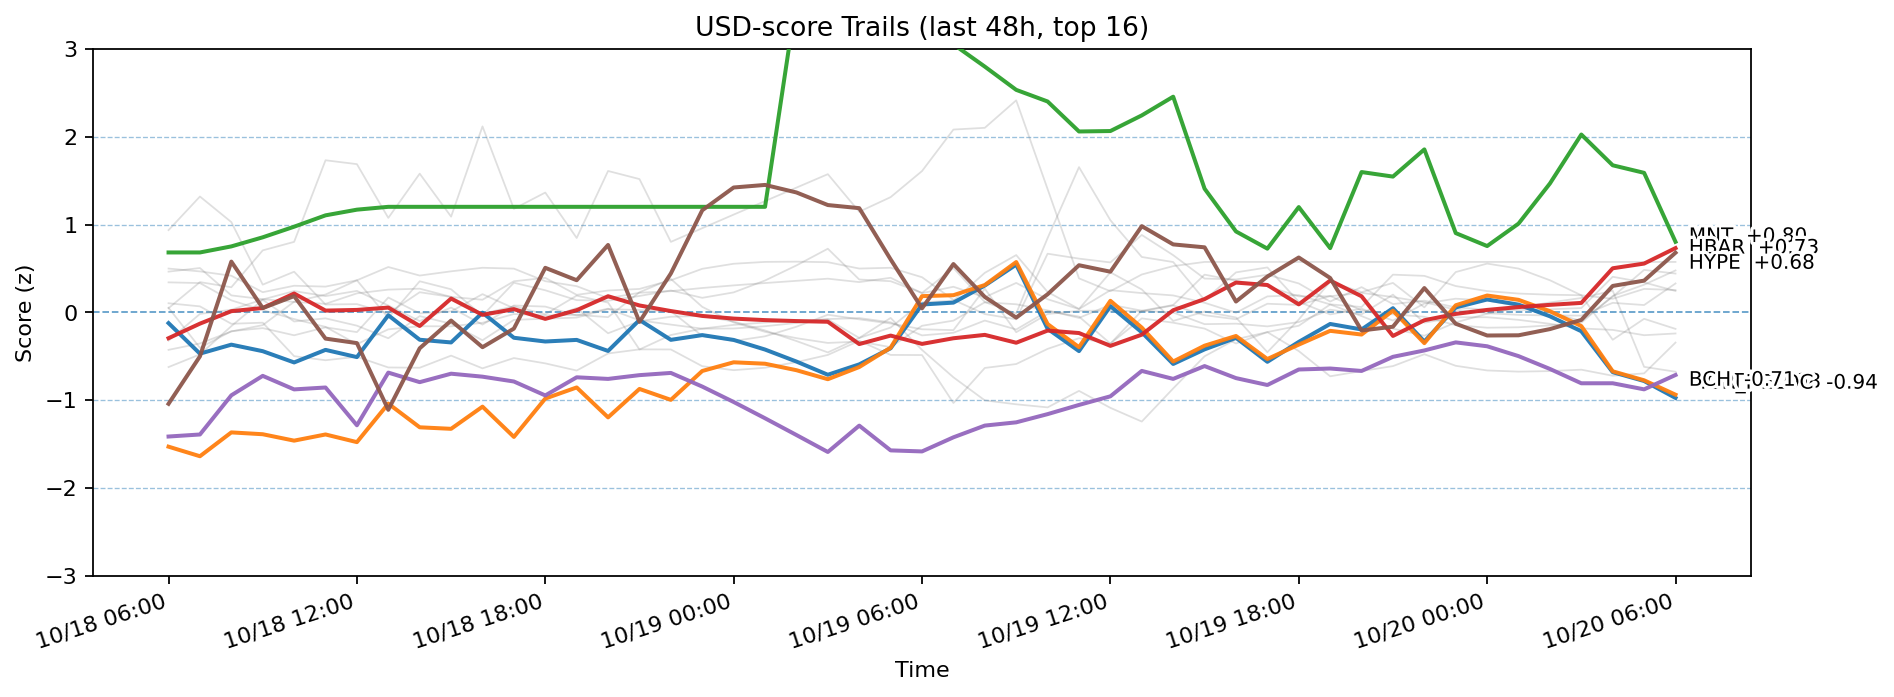 USD-score Trails (last 48h, top 16)
Score (z)
3
2
1
0
−1
−2
−3
MNT +0.80
HBAR +0.73
HYPE +0.68
BCH -0.71
-0.94
10/18 06:00
10/18 12:00
10/18 18:00
10/19 00:00
10/19 06:00
10/19 12:00
10/19 18:00
10/20 00:00
10/20 06:00
Time